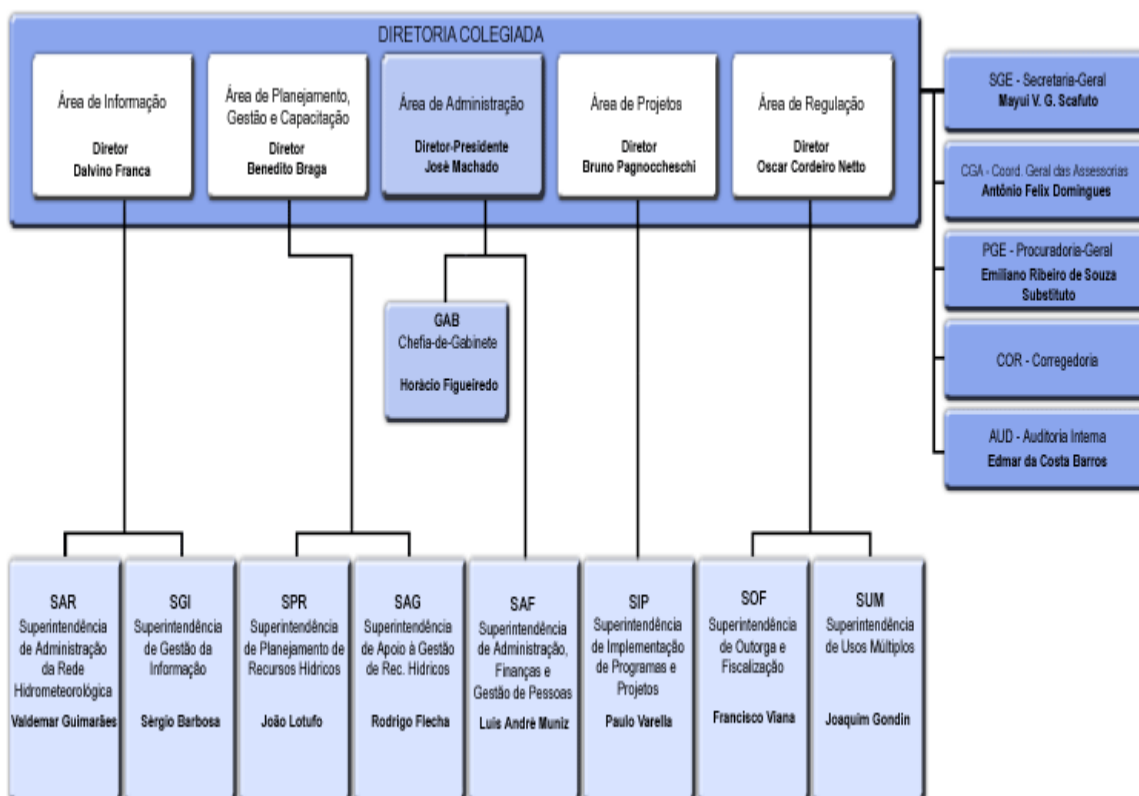 DIRETORIA COLEGIADA
Área de Informação
Diretor
Dalvino Franca
Área de Planejamento,
Gestão e Capacitação
Diretor
Benedito Braga
Área de Administração
Diretor-Presidente
José Machado
Área de Projetos
Diretor
Bruno Pagnoccheschi
Área de Regulação
Diretor
Oscar Cordeiro Netto
SGE - Secretaria-Geral
Mayui V. G. Scafuto
CGA - Coord. Geral das Assessorias
Antônio Felix Domingues
PGE - Procuradoria-Geral
Emiliano Ribeiro de Souza
Substituto
COR - Corregedoria
AUD - Auditoria Interna
Edmar da Costa Barros
GAB
Chefia-de-Gabinete
Horácio Figueiredo
SAR
Superintendência
de Administração
da Rede
Hidrometeorológica
Valdemar Guimarães
SGI
Superintendência
de Gestão da
Informação
Sérgio Barbosa
SPR
Superintendência
de Planejamento de
Recursos Hídricos
João Lotufo
SAG
Superintendência
de Apoio à Gestão
de Rec. Hídricos
Rodrigo Flecha
SAF
Superintendência
de Administração,
Finanças e
Gestão de Pessoas
Luis André Muniz
SIP
Superintendência
de Implementação
de Programas e
Projetos
Paulo Varella
SOF
Superintendência
de Outorga e
Fiscalização
Francisco Viana
SUM
Superintendência
de Usos Múltiplos
Joaquim Gondin